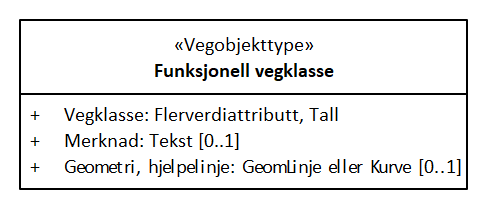 «Vegobjekttype»
Funksjonell vegklasse
+ Vegklasse: Flerverdiattributt, Tall
+ Merknad: Tekst [0..1]
+ Geometri, hjelpelinje: GeomLinje eller Kurve [0..1]